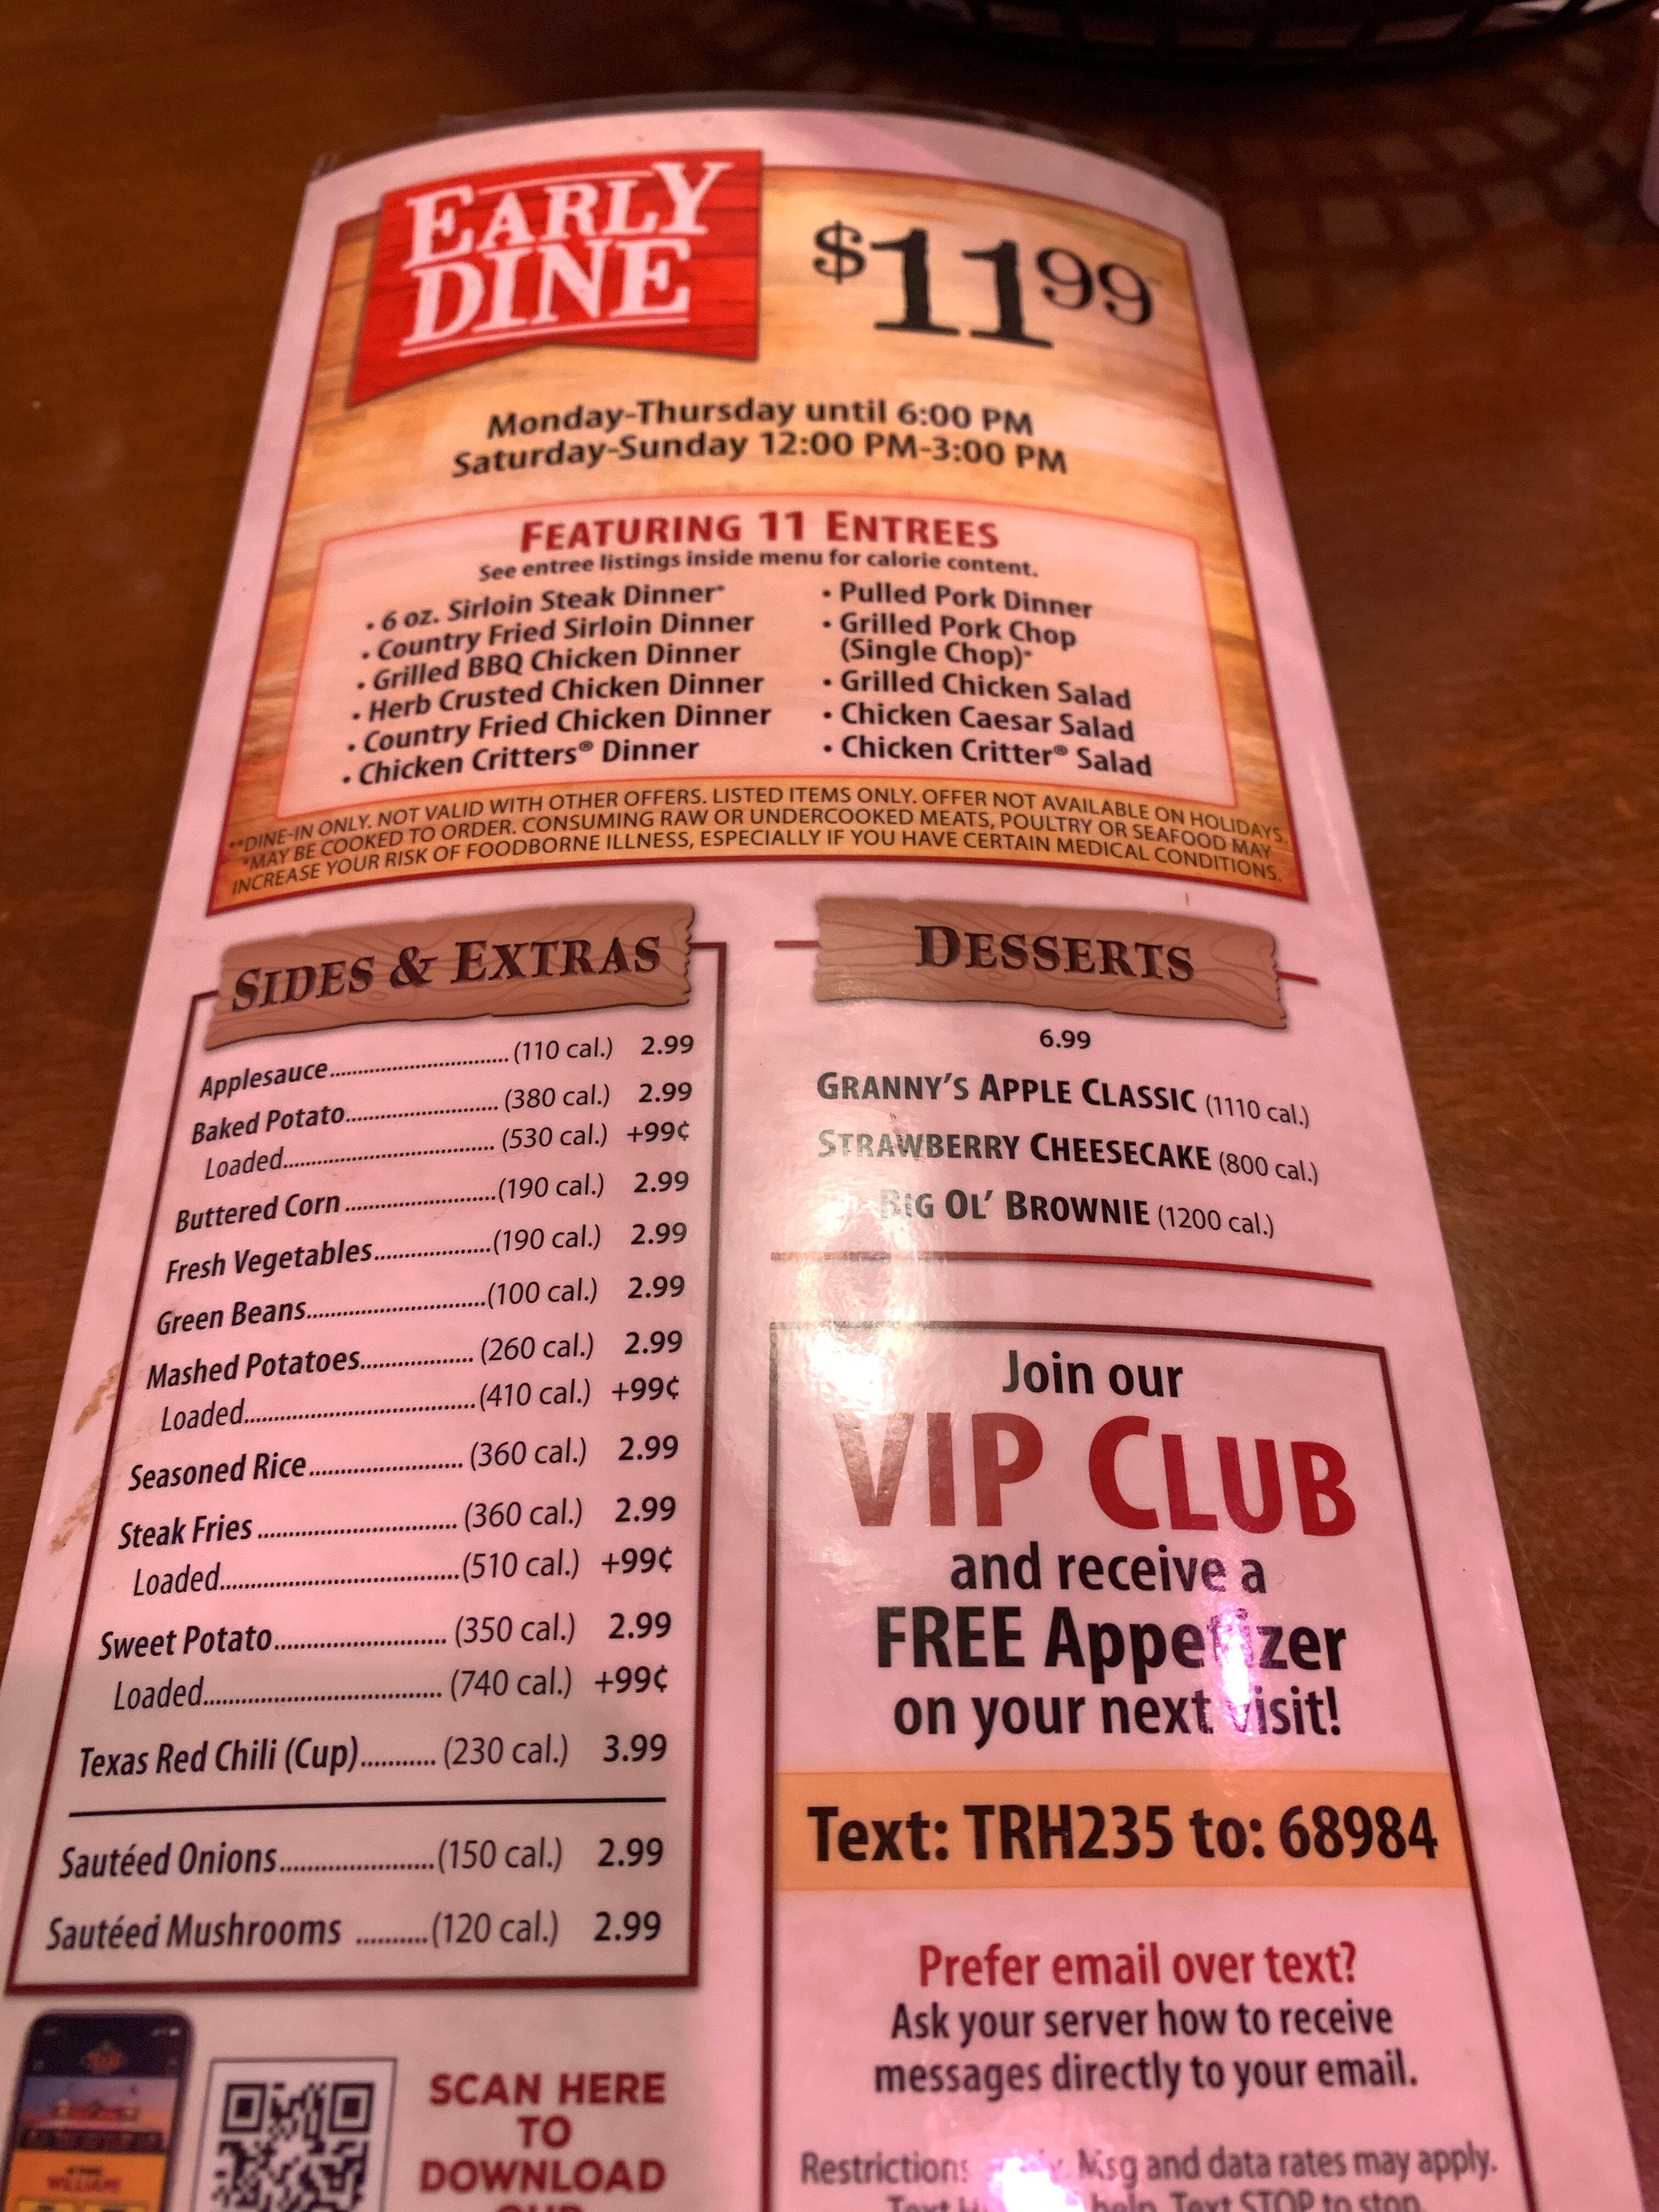 EARLY
DINE
$11.99
Monday-Thursday until 6:00 PM
Saturday-Sunday 12:00 PM-3:00 PM
FEATURING 11 ENTREES
See entree listings inside menu for calorie content.
• 6 oz. Sirloin Steak Dinner*
• Country Fried Sirloin Dinner
• Grilled BBQ Chicken Dinner
• Herb Crusted Chicken Dinner
• Country Fried Chicken Dinner
• Chicken Critters® Dinner
• Pulled Pork Dinner
• Grilled Pork Chop
(Single Chop)*
• Grilled Chicken Salad
• Chicken Caesar Salad
• Chicken Critter® Salad
**DINE-IN ONLY. NOT VALID WITH OTHER OFFERS. LISTED ITEMS ONLY. OFFER NOT AVAILABLE ON HOLIDAYS.
*MAY BE COOKED TO ORDER. CONSUMING RAW OR UNDERCOOKED MEATS, POULTRY OR SEAFOOD MAY
INCREASE YOUR RISK OF FOODBORNE ILLNESS, ESPECIALLY IF YOU HAVE CERTAIN MEDICAL CONDITIONS.
SIDES & EXTRAS
Applesauce (110 cal.) 2.99
Baked Potato (380 cal.) 2.99
Loaded (530 cal.) +99¢
Buttered Corn (190 cal.) 2.99
Fresh Vegetables (190 cal.) 2.99
Green Beans (100 cal.) 2.99
Mashed Potatoes (260 cal.) 2.99
Loaded (410 cal.) +99¢
Seasoned Rice (360 cal.) 2.99
Steak Fries (360 cal.) 2.99
Loaded (510 cal.) +99¢
Sweet Potato (350 cal.) 2.99
Loaded (740 cal.) +99¢
Texas Red Chili (Cup) (230 cal.) 3.99
Sautéed Onions (150 cal.) 2.99
Sautéed Mushrooms (120 cal.) 2.99
SCAN HERE
TO
DOWNLOAD
DESSERTS
6.99
GRANNY'S APPLE CLASSIC (1110 cal.)
STRAWBERRY CHEESECAKE (800 cal.)
BIG OL' BROWNIE (1200 cal.)
Join our
VIP CLUB
and receive a
FREE Appetizer
on your next visit!
Text: TRH235 to: 68984
Prefer email over text?
Ask your server how to receive
messages directly to your email.
Restrictions Msg and data rates may apply.
Text help. Text STOP to stop.